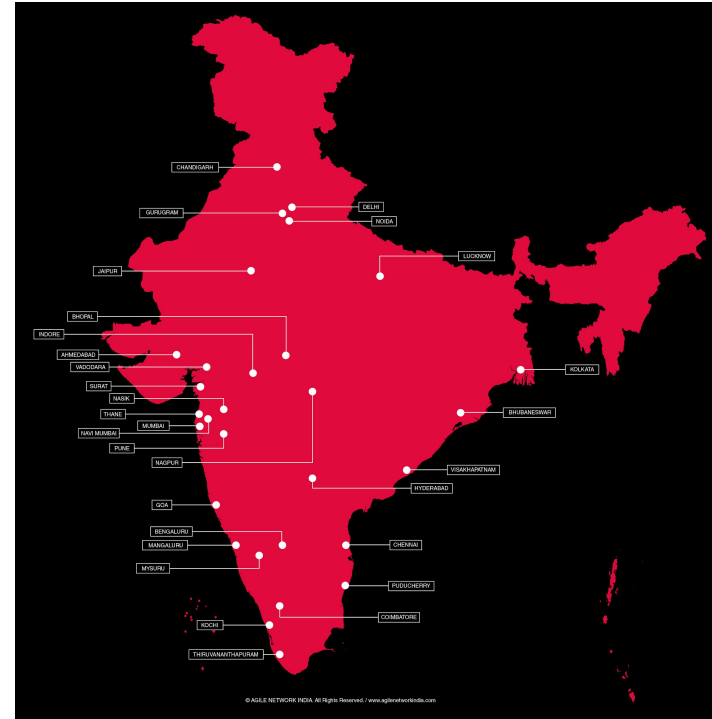 CHANDIGARH
DELHI
GURUGRAM
NOIDA
LUCKNOW
JAIPUR
BHOPAL
INDORE
AHMEDABAD
VADODARA
KOLKATA
SURAT
NASIK
THANE
BHUBANESWAR
MUMBAI
NAVI MUMBAI
PUNE
NAGPUR
VISAKHAPATNAM
HYDERABAD
GOA
BENGALURU
MANGALURU
CHENNAI
MYSURU
PUDUCHERRY
COIMBATORE
KOCHI
THIRUVANANTHAPURAM
© AGILE NETWORK INDIA. All Rights Reserved. / www.agilenetworkindia.com